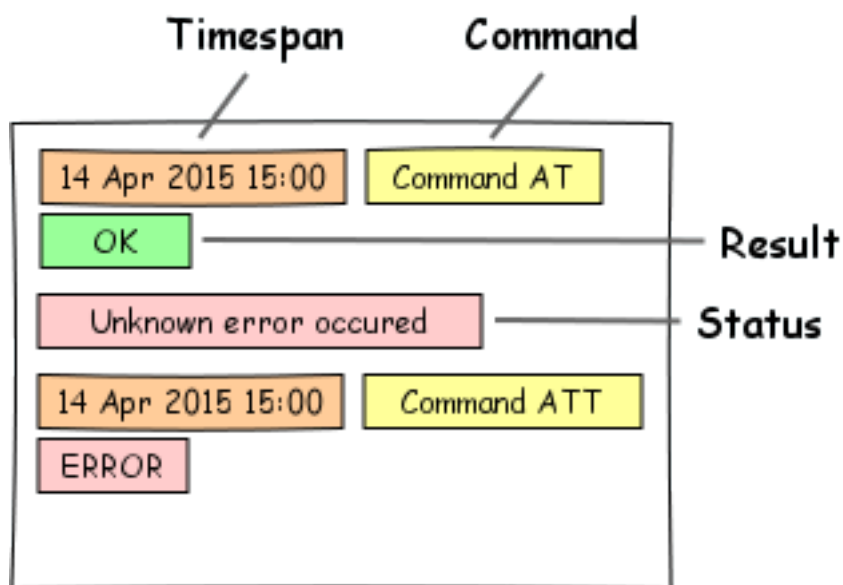 Timespan Command
14 Apr 2015 15:00 Command AT
OK
Result
Unknown error occured
Status
14 Apr 2015 15:00 Command ATT
ERROR